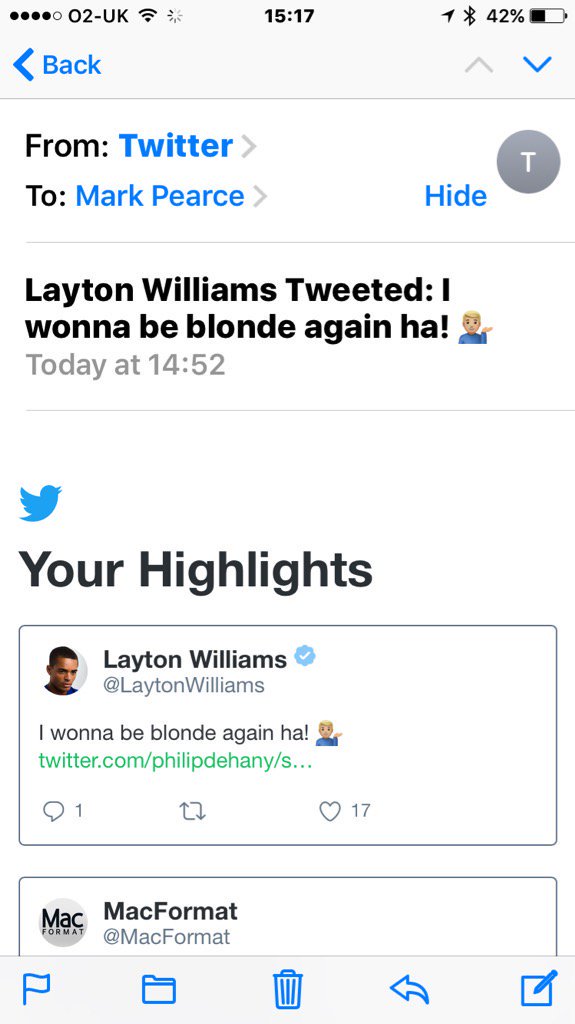 O2-UK 15:17 42%
Back
From: Twitter
T
To: Mark Pearce Hide
Layton Williams Tweeted: I
wonna be blonde again ha! 💁🏼‍♂️
Today at 14:52
Your Highlights
Layton Williams
@LaytonWilliams
I wonna be blonde again ha! 💁🏼‍♂️
twitter.com/philipdehany/s...
1 17
Mac
FORMAT
MacFormat
@MacFormat